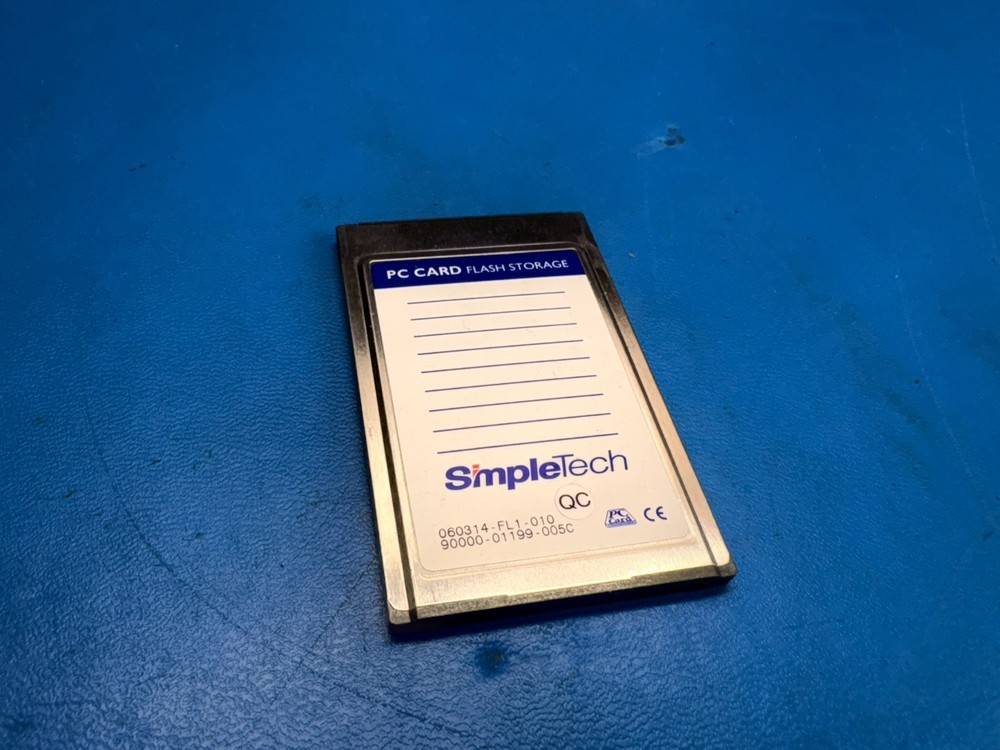 PC CARD FLASH STORAGE
SimpleTech
QC
060314-FL1-010
90000-01199-005C
PC Card
CE